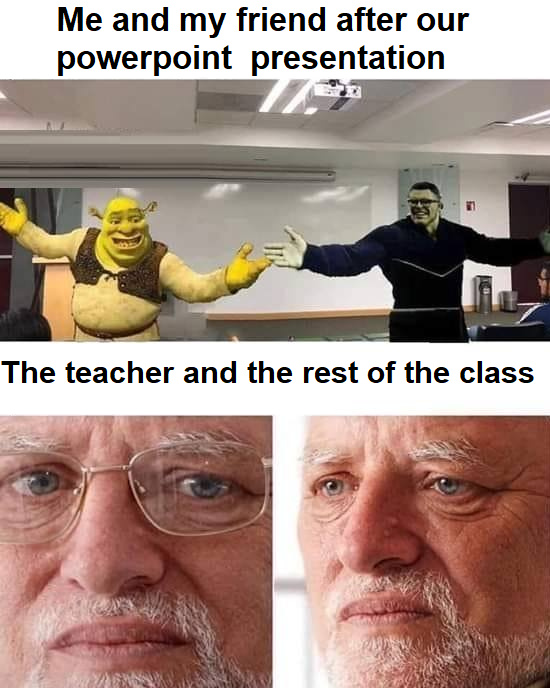 Me and my friend after our
powerpoint  presentation
The teacher and the rest of the class